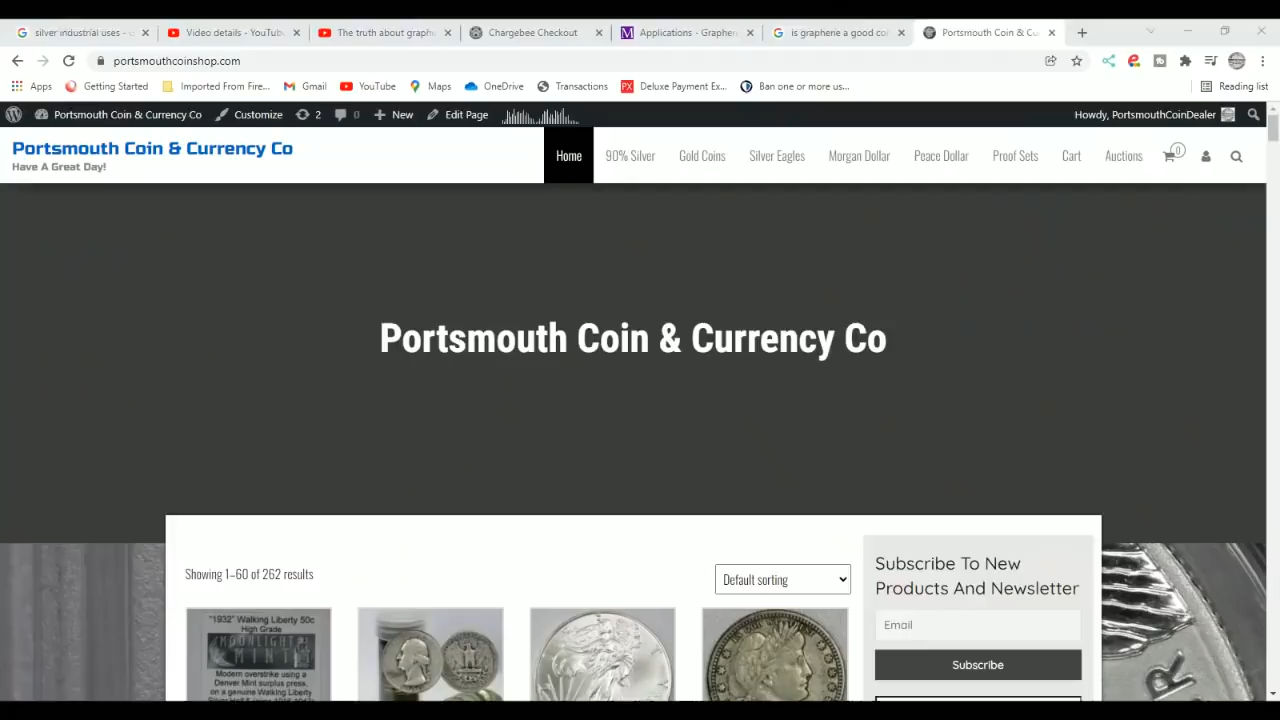 silver industrial uses -
Video details - YouTub
The truth about graph
Chargebee Checkout
Applications - Graphen
is graphene a good co
Portsmouth Coin & Cu
portsmouthcoinshop.com
Apps
Getting Started
Imported From Fire...
Gmail
YouTube
Maps
OneDrive
Transactions
Deluxe Payment Ex...
Ban one or more us...
Reading list
Portsmouth Coin & Currency Co
Customize
2
0
New
Edit Page
Howdy, PortsmouthCoinDealer
Portsmouth Coin & Currency Co
Have A Great Day!
Home
90% Silver
Gold Coins
Silver Eagles
Morgan Dollar
Peace Dollar
Proof Sets
Cart
Auctions
0
Portsmouth Coin & Currency Co
Showing 1–60 of 262 results
Default sorting
Subscribe To New
Products And Newsletter
Email
Subscribe
"1932" Walking Liberty 50c
High Grade
MOONLIGHT
MINT
Modern overstrike using a
Denver Mint surplus press,
on a genuine Walking Liberty